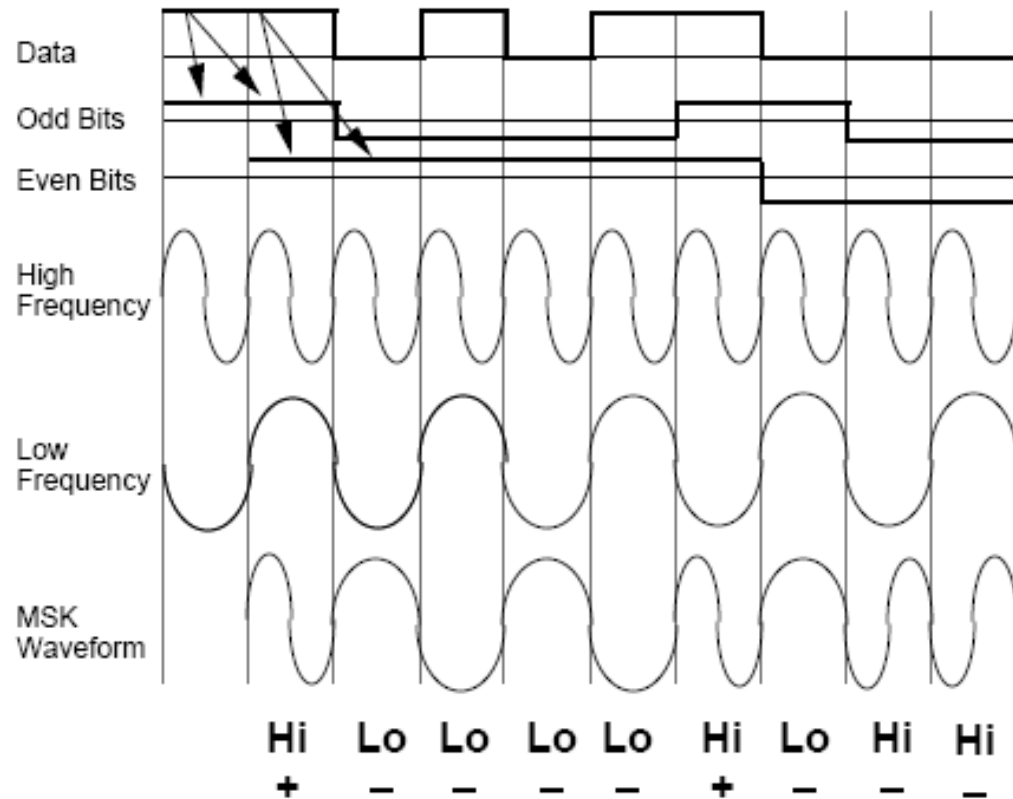 Data
Odd Bits
Even Bits
High
Frequency
Low
Frequency
MSK
Waveform
Hi Lo Lo Lo Lo Hi Lo Hi Hi
+ – – – – + – – –